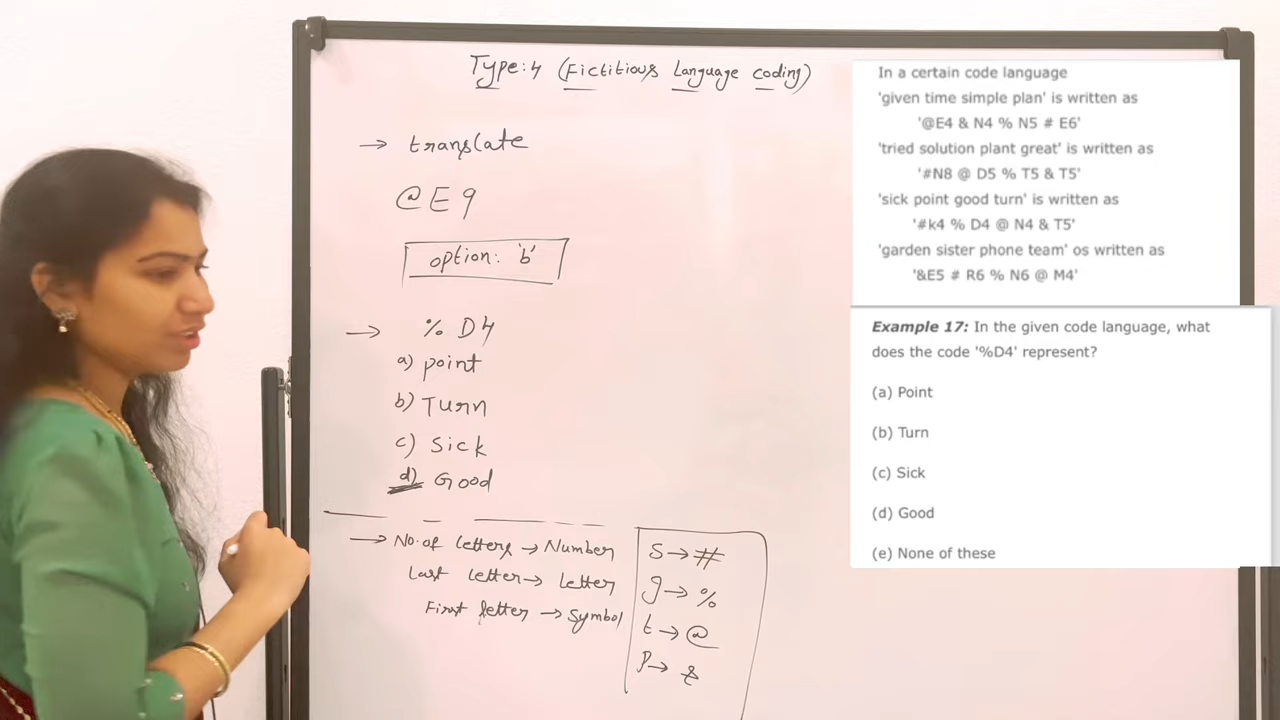 Type: 4 (Fictitious Language coding)
→ translate
@E9
option: 'b'
→ % D4
a) point
b) Turn
c) Sick
d) Good
→ No. of letters → Number
Last letter → letter
First letter → symbol
S → #
g → %
t → @
P → &
In a certain code language
'given time simple plan' is written as
'@E4 & N4 % N5 # E6'
'tried solution plant great' is written as
'#N8 @ D5 % T5 & T5'
'sick point good turn' is written as
'#k4 % D4 @ N4 & T5'
'garden sister phone team' os written as
'&E5 # R6 % N6 @ M4'
Example 17: In the given code language, what
does the code '%D4' represent?
(a) Point
(b) Turn
(c) Sick
(d) Good
(e) None of these